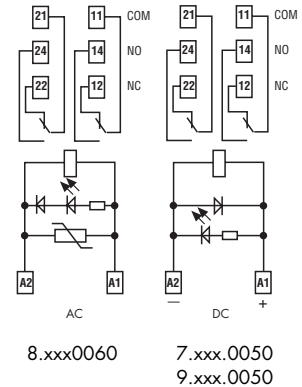 21 11 COM 21 11 COM
24 14 NO 24 14 NO
22 12 NC 22 12 NC
A2 A1 A2 A1
— +
AC DC
8.xxx0060 7.xxx.0050
9.xxx.0050